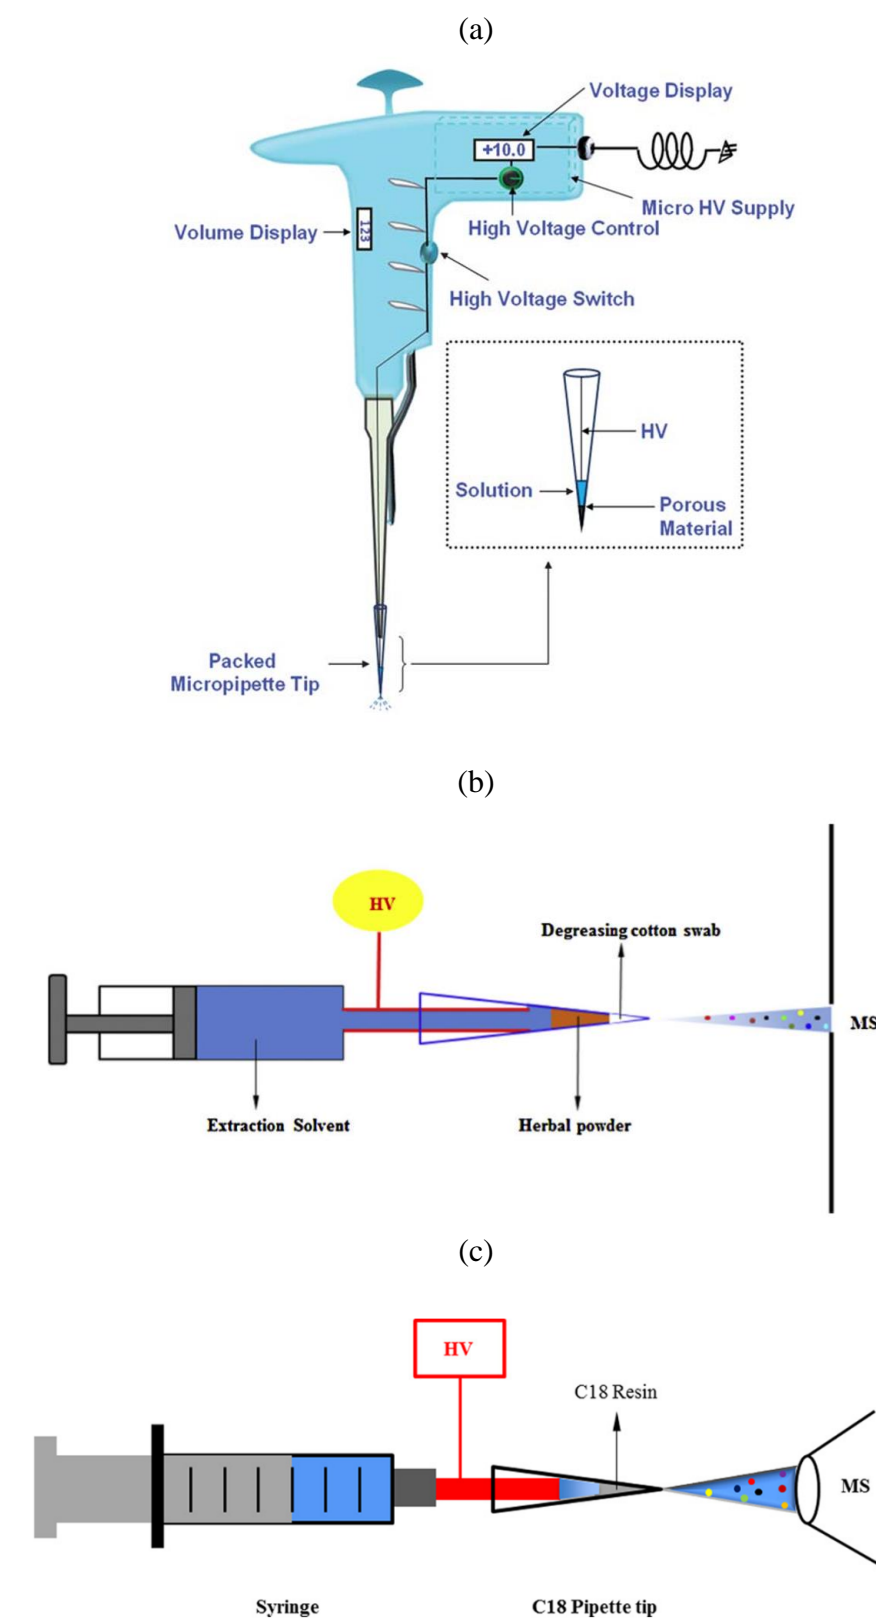 (a)
Voltage Display
+10.0
Micro HV Supply
High Voltage Control
Volume Display
123
High Voltage Switch
HV
Solution
Porous
Material
Packed
Micropipette Tip
(b)
HV
Degreasing cotton swab
MS
Extraction Solvent
Herbal powder
(c)
HV
C18 Resin
MS
Syringe
C18 Pipette tip